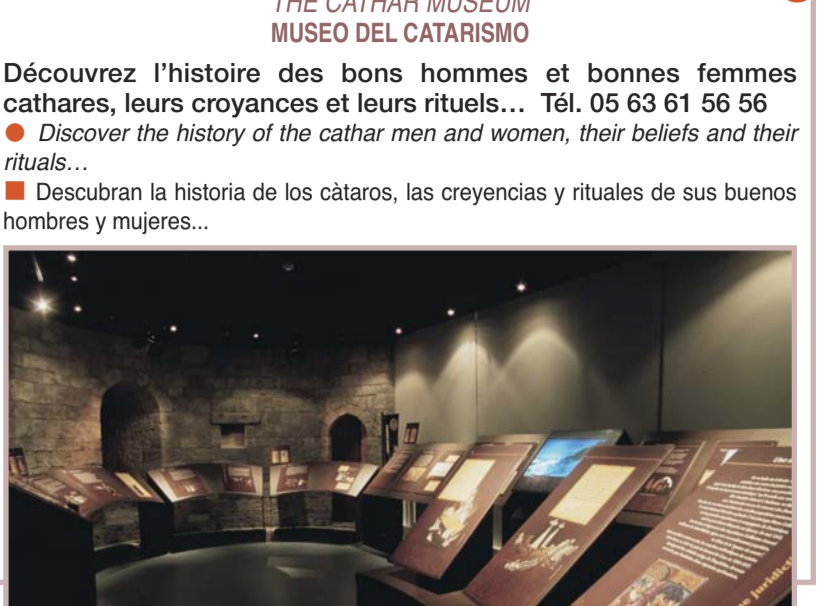 THE CATHAR MUSEUM
MUSEO DEL CATARISMO
Découvrez l'histoire des bons hommes et bonnes femmes
cathares, leurs croyances et leurs rituels… Tél. 05 63 61 56 56
Discover the history of the cathar men and women, their beliefs and their
rituals…
Descubran la historia de los càtaros, las creyencias y rituales de sus buenos
hombres y mujeres...